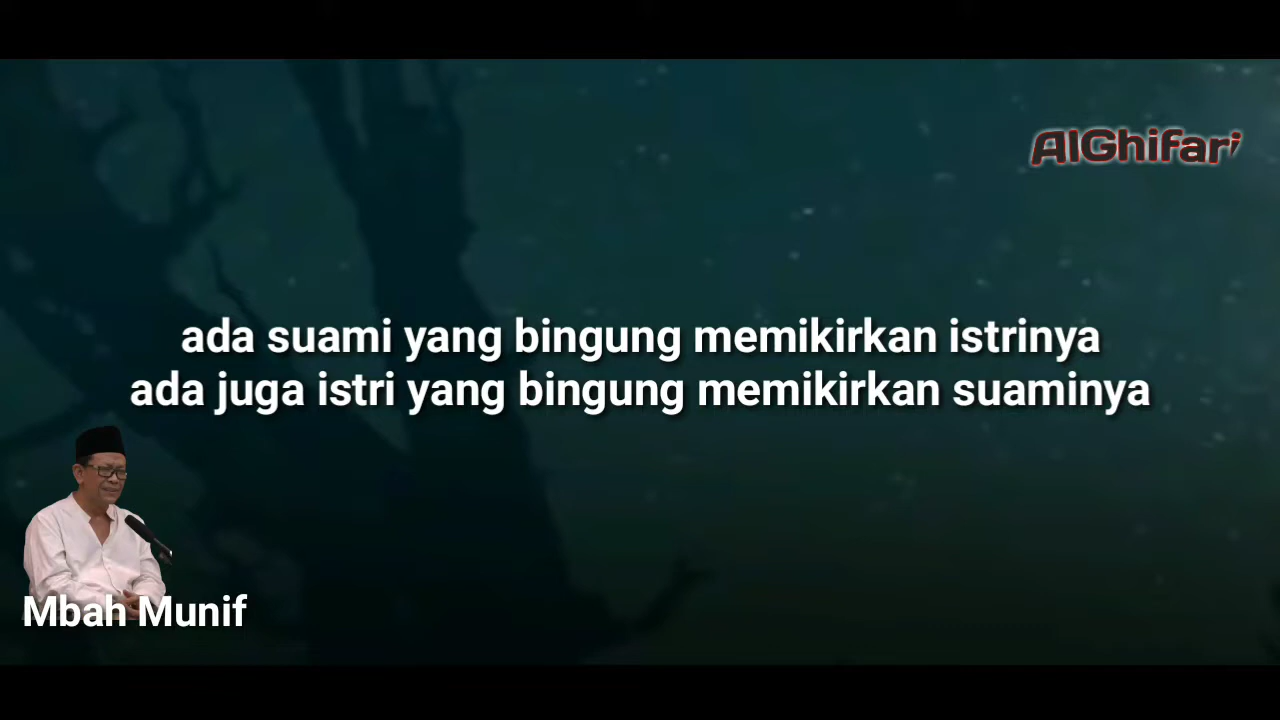 AlGhifari
ada suami yang bingung memikirkan istrinya
ada juga istri yang bingung memikirkan suaminya
Mbah Munif